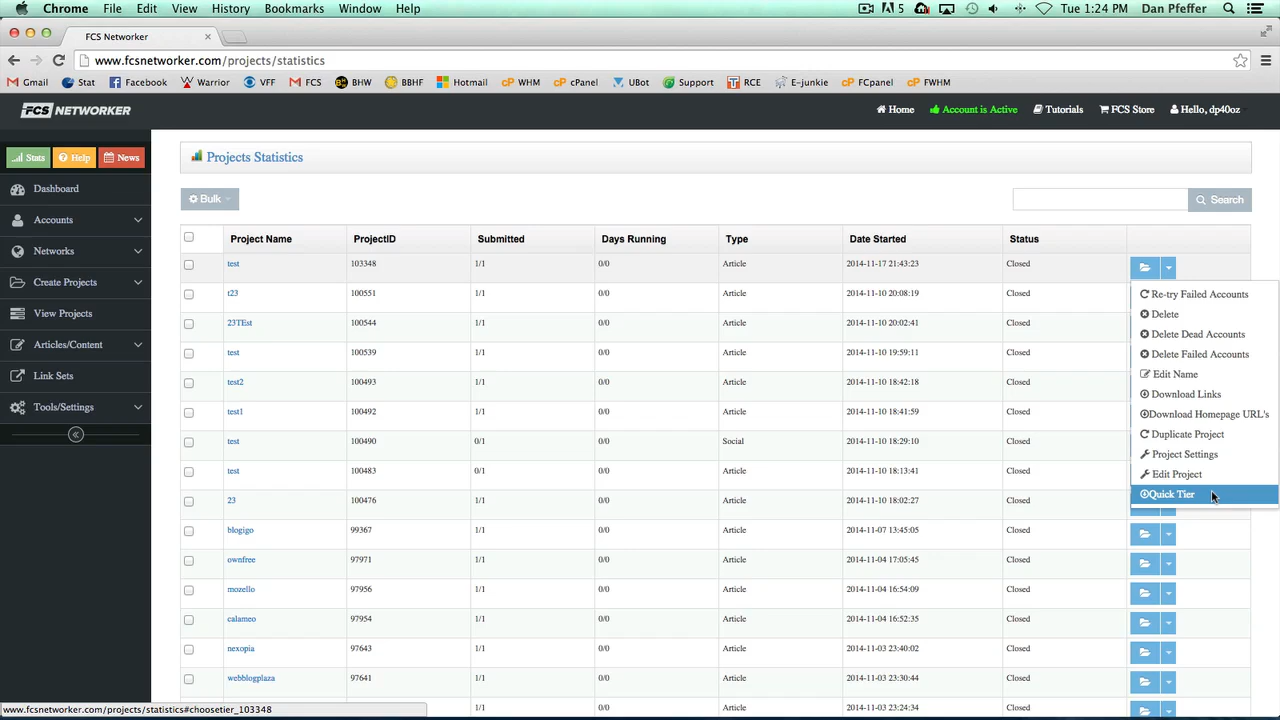 Chrome File Edit View History Bookmarks Window Help 5 Tue 1:24 PM Dan Pfeffer
FCS Networker
www.fcsnetworker.com/projects/statistics
Gmail Stat Facebook Warrior VFF FCS BHW BBHF Hotmail WHM cPanel UBot Support RCE E-junkie FCpanel FWHM
FCS NETWORKER Home Account is Active Tutorials FCS Store Hello, dp40oz
Stats Help News
Dashboard
Accounts
Networks
Create Projects
View Projects
Articles/Content
Link Sets
Tools/Settings
Projects Statistics
Bulk Search
Project Name ProjectID Submitted Days Running Type Date Started Status
test 103348 1/1 0/0 Article 2014-11-17 21:43:23 Closed
t23 100551 1/1 0/0 Article 2014-11-10 20:08:19 Closed
23TEst 100544 1/1 0/0 Article 2014-11-10 20:02:41 Closed
test 100539 1/1 0/0 Article 2014-11-10 19:59:11 Closed
test2 100493 1/1 0/0 Article 2014-11-10 18:42:18 Closed
test1 100492 1/1 0/0 Article 2014-11-10 18:41:59 Closed
test 100490 0/1 0/0 Social 2014-11-10 18:29:10 Closed
test 100483 0/1 0/0 Article 2014-11-10 18:13:41 Closed
23 100476 1/1 0/0 Article 2014-11-10 18:02:27 Closed
blogigo 99367 1/1 0/0 Article 2014-11-07 13:45:05 Closed
ownfree 97971 1/1 0/0 Article 2014-11-04 17:05:45 Closed
mozello 97956 1/1 0/0 Article 2014-11-04 16:54:09 Closed
calameo 97954 1/1 0/0 Article 2014-11-04 16:52:35 Closed
nexopia 97643 1/1 0/0 Article 2014-11-03 23:40:02 Closed
webblogplaza 97641 1/1 0/0 Article 2014-11-03 23:30:44 Closed
1/1 0/0 Article 2014-11-03 23:24:34 Closed
Re-try Failed Accounts
Delete
Delete Dead Accounts
Delete Failed Accounts
Edit Name
Download Links
Download Homepage URL's
Duplicate Project
Project Settings
Edit Project
Quick Tier
www.fcsnetworker.com/projects/statistics#choosetier_103348